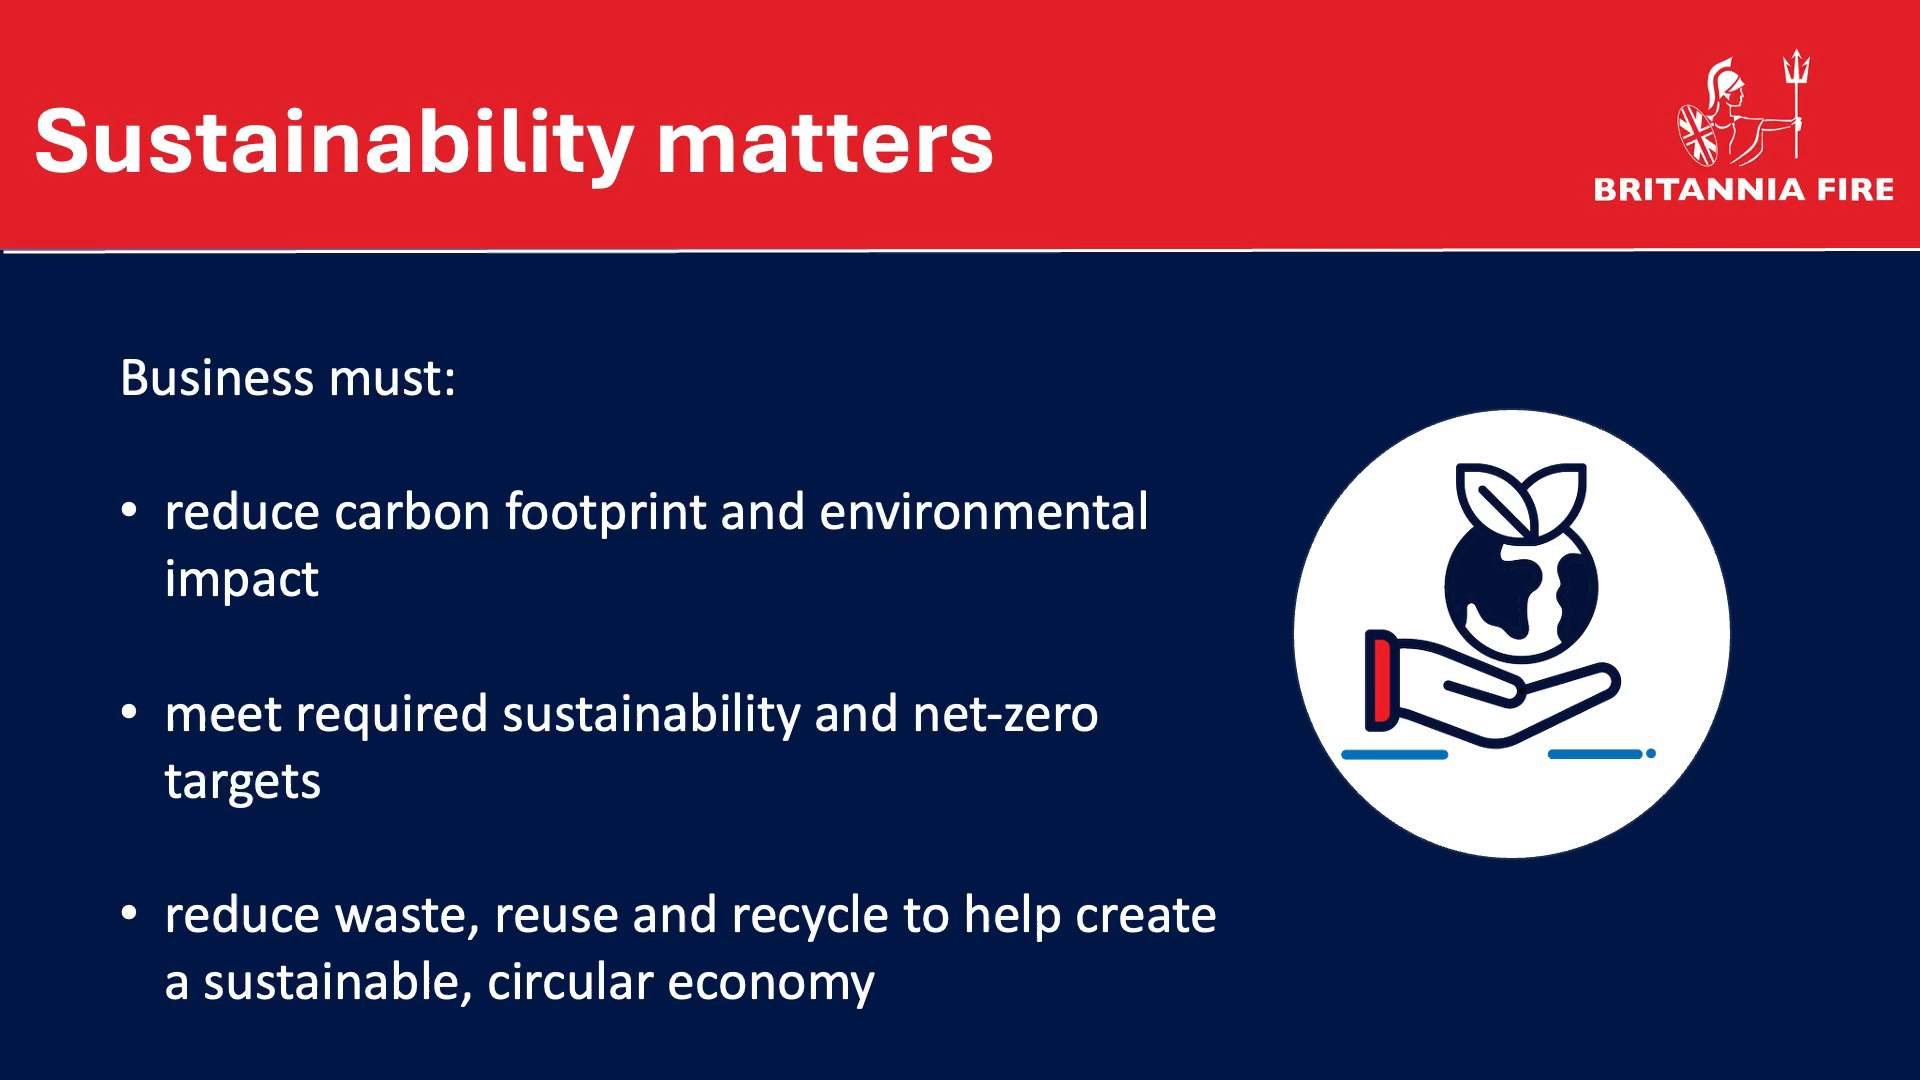 Sustainability matters
BRITANNIA FIRE
Business must:
• reduce carbon footprint and environmental
impact
• meet required sustainability and net-zero
targets
• reduce waste, reuse and recycle to help create
a sustainable, circular economy